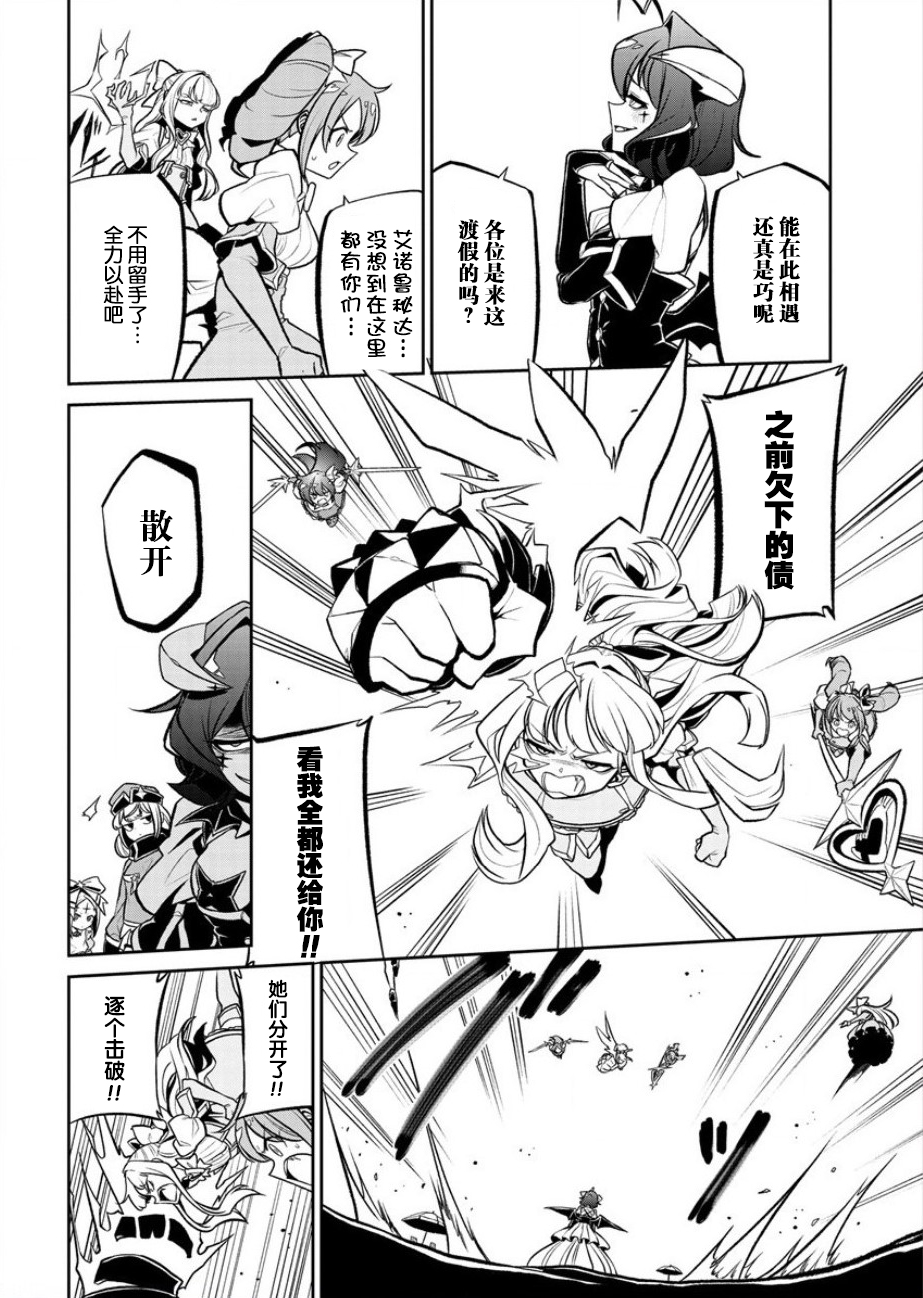 能在此相遇
还真是巧呢
各位是来这
渡假的吗？
艾诺鲁秘达…
没想到在这里
都有你们…
不用留手了…
全力以赴吧
之前欠下的债
看我全都还给你!!
散开
她们分开了!!
逐个击破!!